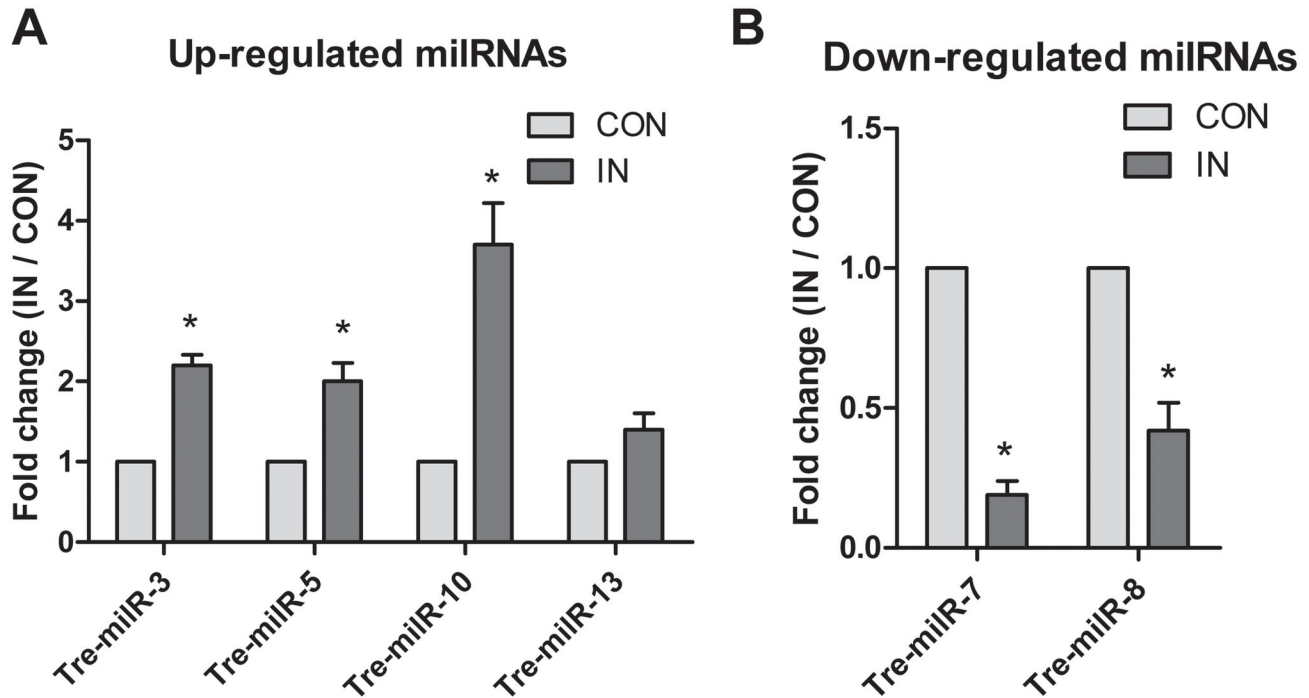 A
Up-regulated milRNAs
CON
IN
Fold change (IN / CON)
5
4
3
2
1
0
*
*
*
Tre-milR-3
Tre-milR-5
Tre-milR-10
Tre-milR-13
B
Down-regulated milRNAs
CON
IN
Fold change (IN / CON)
1.5
1.0
0.5
0.0
*
*
Tre-milR-7
Tre-milR-8